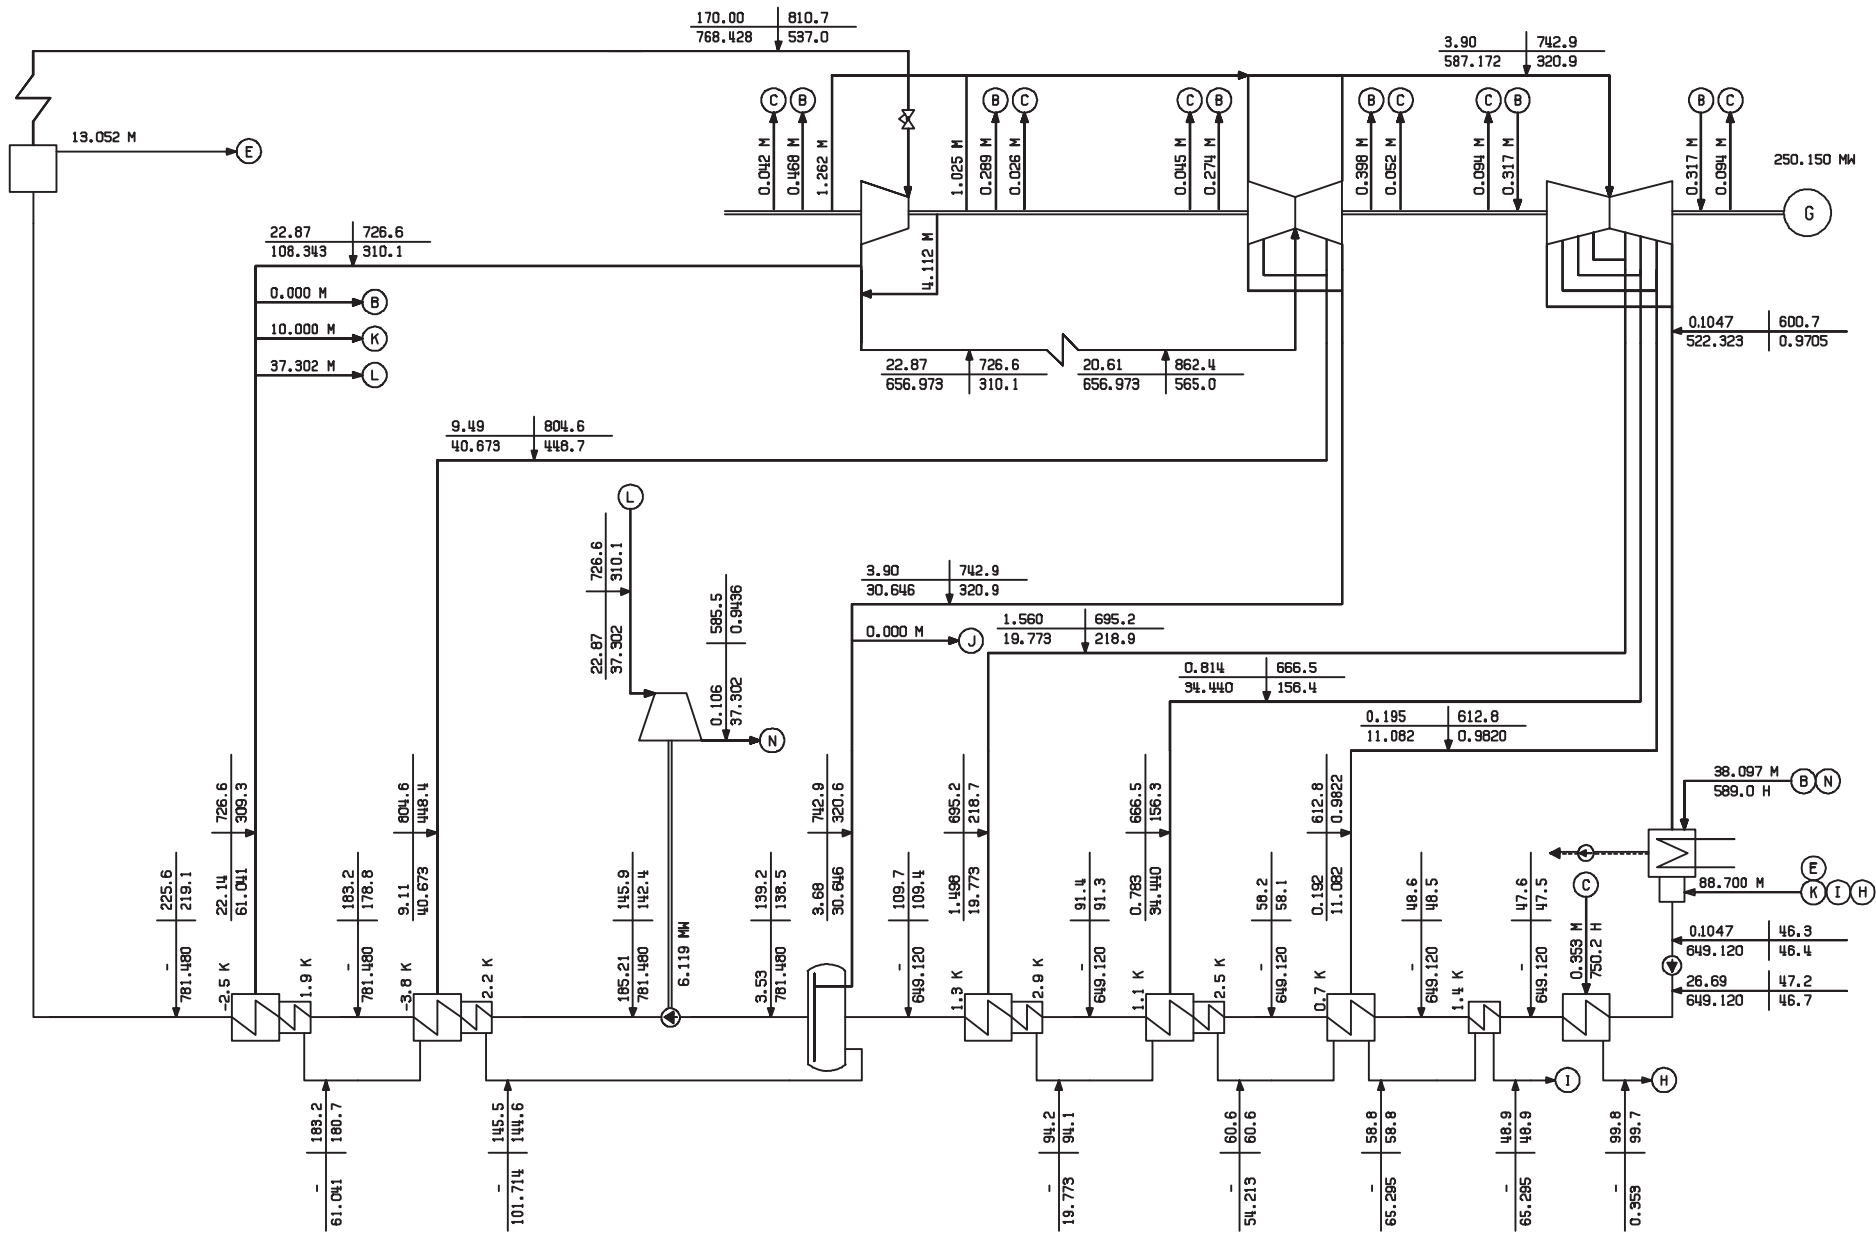 170.00 810.7
768.428 537.0
3.90 742.9
587.172 320.9
13.052 M
E
C
B
B
C
C
B
B
C
C
B
B
C
0.042 M
0.468 M
1.262 M
1.025 M
0.289 M
0.026 M
0.045 M
0.274 M
0.398 M
0.052 M
0.094 M
0.317 M
0.317 M
0.094 M
250.150 MW
G
22.87 726.6
108.343 310.1
4.112 M
0.000 M
B
10.000 M
K
37.302 M
L
22.87 726.6
656.973 310.1
20.61 862.4
656.973 565.0
0.1047 600.7
522.323 0.9705
9.49 804.6
40.673 448.7
L
22.87 726.6
37.302 310.1
0.106 585.5
37.302 0.9436
N
3.90 742.9
30.646 320.9
0.000 M
J
1.560 695.2
19.773 218.9
0.814 666.5
34.440 156.4
0.195 612.8
11.082 0.9820
38.097 M
589.0 H
B
N
E
88.700 M
K
I
H
0.1047 46.3
649.120 46.4
26.69 47.2
649.120 46.7
C
0.353 M
750.2 H
- 225.6
781.480 219.1
22.14 726.6
61.041 309.3
-2.5 K
1.9 K
- 183.2
781.480 178.8
9.11 804.6
40.673 448.4
-3.8 K
2.2 K
185.21 145.9
781.480 142.4
6.119 MW
3.53 139.2
781.480 138.5
3.68 742.9
30.646 320.6
- 109.7
649.120 109.4
1.498 695.2
19.773 218.7
1.3 K
2.9 K
- 91.4
649.120 91.3
0.783 666.5
34.440 156.3
1.1 K
2.5 K
- 58.2
649.120 58.1
0.192 612.8
11.082 0.9822
0.7 K
- 48.6
649.120 48.5
1.4 K
- 47.6
649.120 47.5
I
H
- 183.2
61.041 180.7
- 145.5
101.714 144.6
- 94.2
19.773 94.1
- 60.6
54.213 60.6
- 58.8
65.295 58.8
- 48.9
65.295 48.9
- 99.8
0.353 99.7